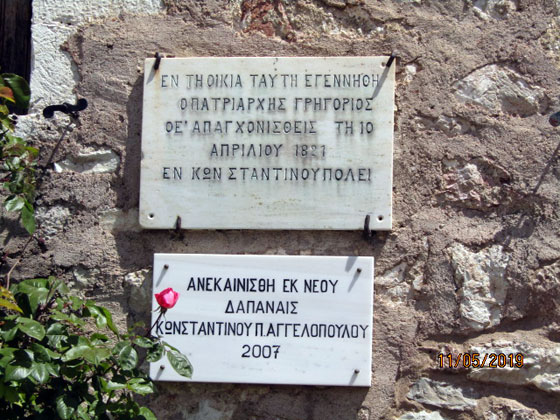 ΕΝ ΤΗ ΟΙΚΙΑ ΤΑΥΤΗ ΕΓΕΝΝΗΘΗ
Ο ΠΑΤΡΙΑΡΧΗΣ ΓΡΗΓΟΡΙΟΣ
Ο Ε' ΑΠΑΓΧΟΝΙΣΘΕΙΣ ΤΗ 10
ΑΠΡΙΛΙΟΥ 1821
ΕΝ ΚΩΝΣΤΑΝΤΙΝΟΥΠΟΛΕΙ
ΑΝΕΚΑΙΝΙΣΘΗ ΕΚ ΝΕΟΥ
ΔΑΠΑΝΑΙΣ
ΚΩΝΣΤΑΝΤΙΝΟΥ Π. ΑΓΓΕΛΟΠΟΥΛΟΥ
2007
11/05/2019